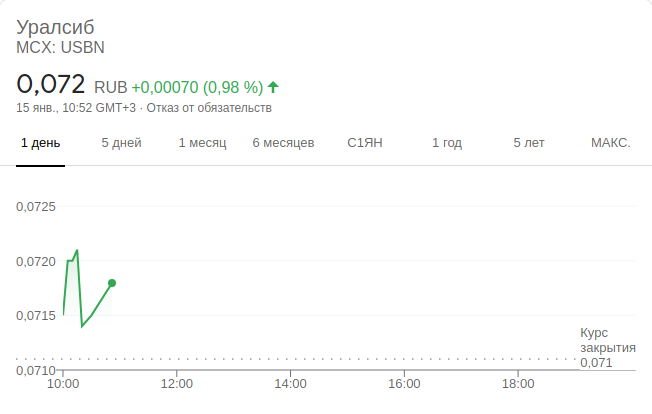 Уралсиб
MCX: USBN
0,072 RUB +0,00070 (0,98 %)
15 янв., 10:52 GMT+3 · Отказ от обязательств
1 день 5 дней 1 месяц 6 месяцев С1ЯН 1 год 5 лет МАКС.
0,0725
0,0720
0,0715
0,0710
Курс
закрытия
0,071
10:00 12:00 14:00 16:00 18:00